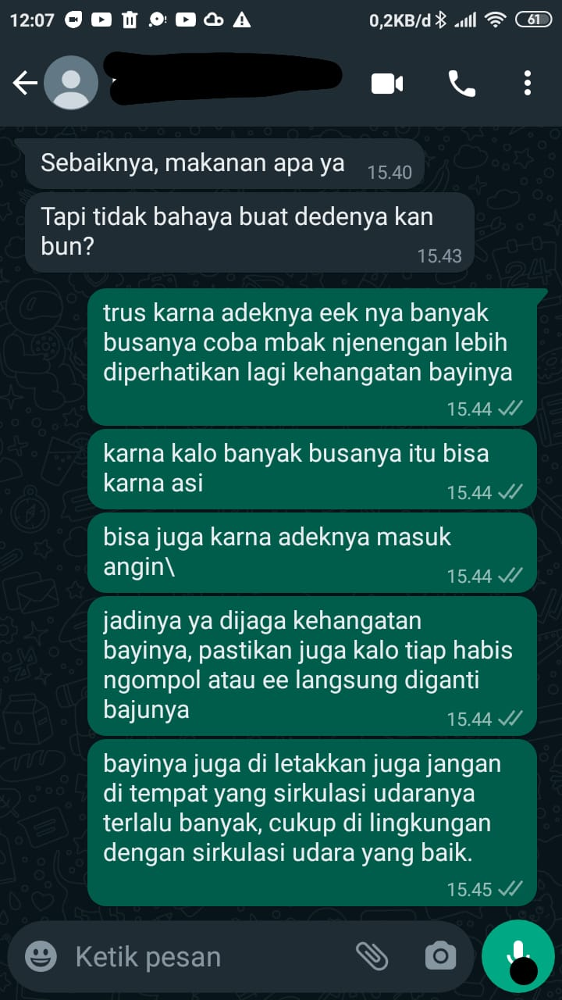 12:07
0,2KB/d
61
Sebaiknya, makanan apa ya
15.40
Tapi tidak bahaya buat dedenya kan
bun?
15.43
trus karna adeknya eek nya banyak
busanya coba mbak njenengan lebih
diperhatikan lagi kehangatan bayinya
15.44
karna kalo banyak busanya itu bisa
karna asi
15.44
bisa juga karna adeknya masuk
angin\
15.44
jadinya ya dijaga kehangatan
bayinya, pastikan juga kalo tiap habis
ngompol atau ee langsung diganti
bajunya
15.44
bayinya juga di letakkan juga jangan
di tempat yang sirkulasi udaranya
terlalu banyak, cukup di lingkungan
dengan sirkulasi udara yang baik.
15.45
Ketik pesan